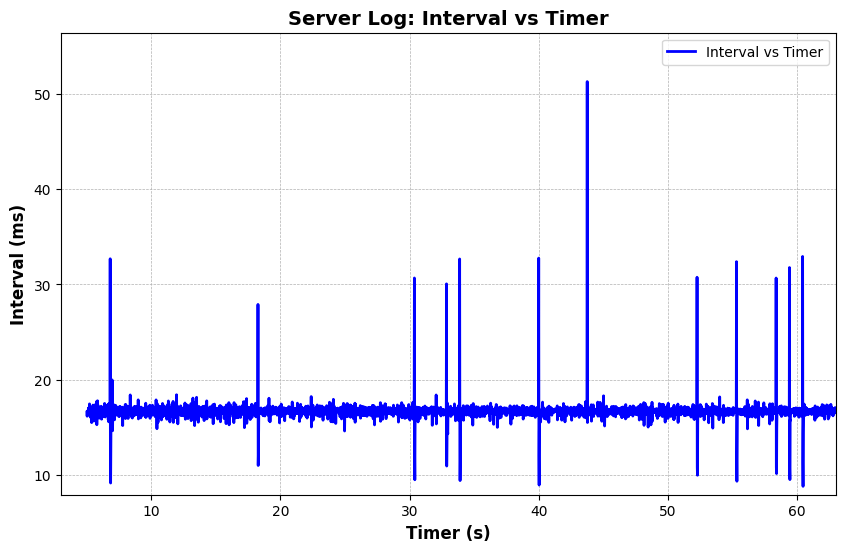 Server Log: Interval vs Timer
Interval vs Timer
50
40
30
20
10
Interval (ms)
10 20 30 40 50 60
Timer (s)